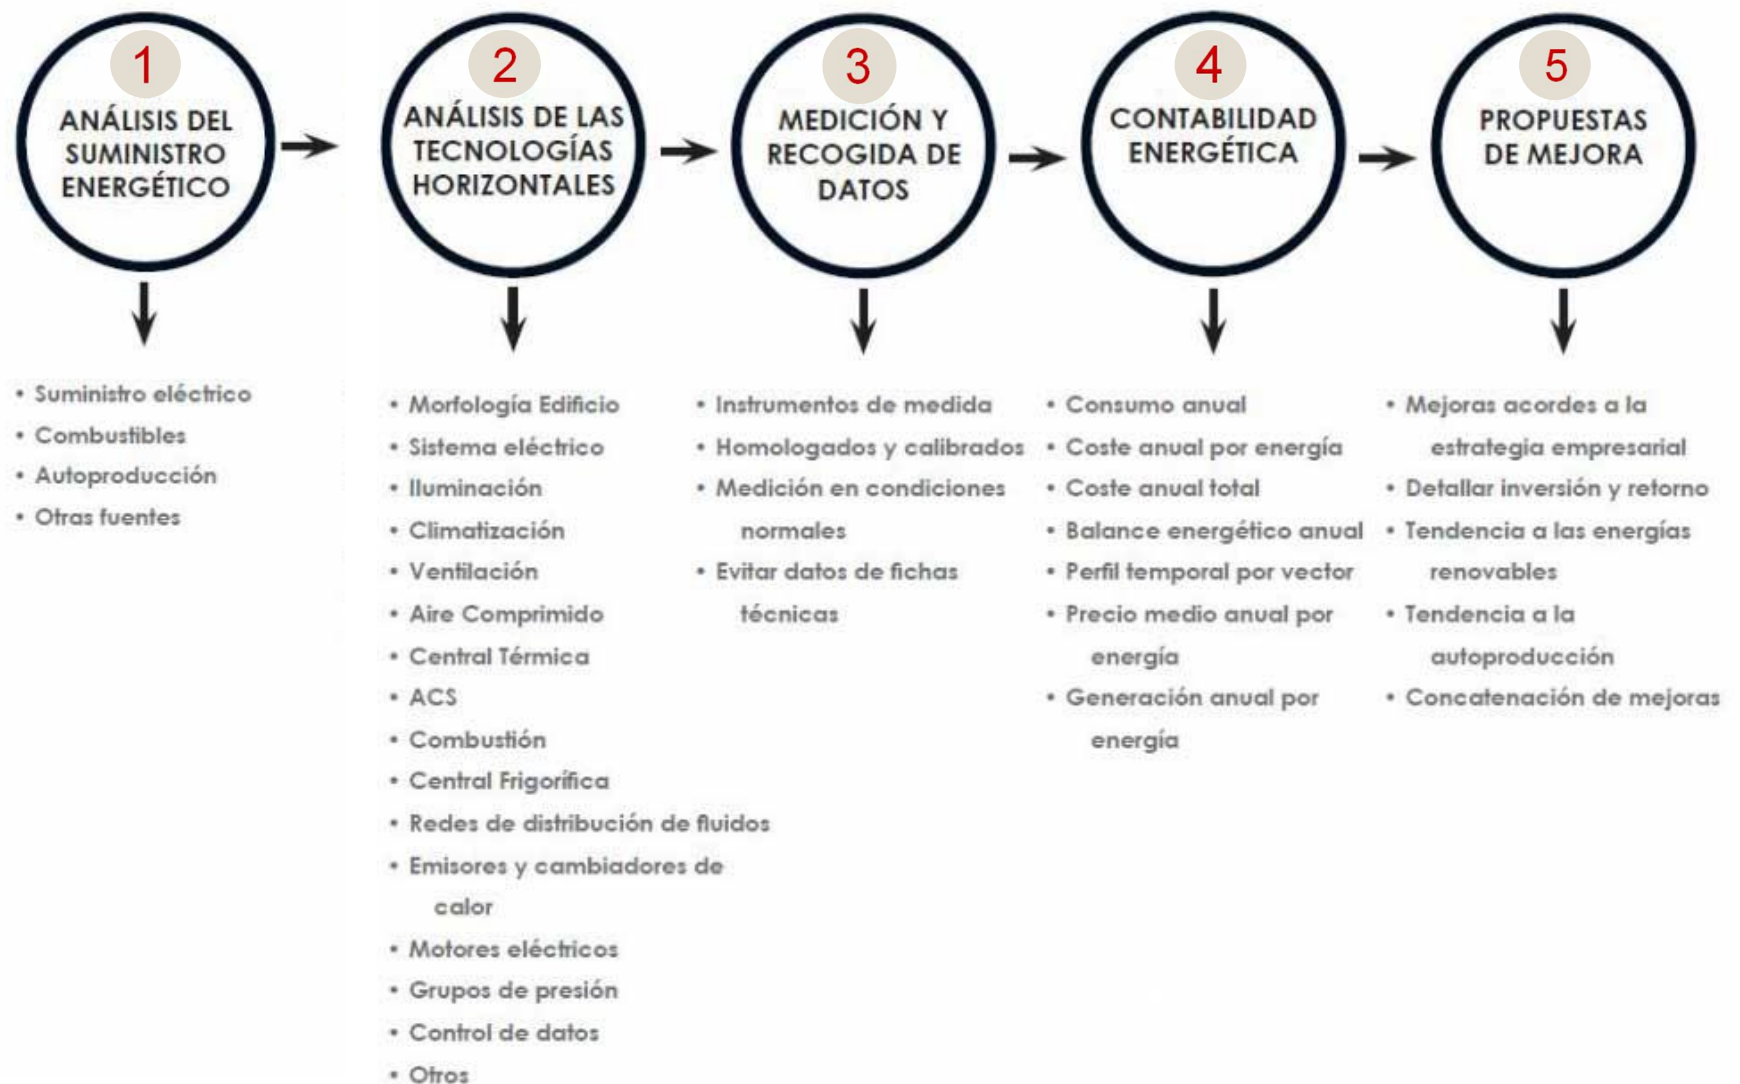 1
ANÁLISIS DEL
SUMINISTRO
ENERGÉTICO
• Suministro eléctrico
• Combustibles
• Autoproducción
• Otras fuentes
2
ANÁLISIS DE LAS
TECNOLOGÍAS
HORIZONTALES
• Morfología Edificio
• Sistema eléctrico
• Iluminación
• Climatización
• Ventilación
• Aire Comprimido
• Central Térmica
• ACS
• Combustión
• Central Frigorífica
• Redes de distribución de fluidos
• Emisores y cambiadores de
calor
• Motores eléctricos
• Grupos de presión
• Control de datos
• Otros
3
MEDICIÓN Y
RECOGIDA DE
DATOS
• Instrumentos de medida
• Homologados y calibrados
• Medición en condiciones
normales
• Evitar datos de fichas
técnicas
4
CONTABILIDAD
ENERGÉTICA
• Consumo anual
• Coste anual por energía
• Coste anual total
• Balance energético anual
• Perfil temporal por vector
• Precio medio anual por
energía
• Generación anual por
energía
5
PROPUESTAS
DE MEJORA
• Mejoras acordes a la
estrategia empresarial
• Detallar inversión y retorno
• Tendencia a las energías
renovables
• Tendencia a la
autoproducción
• Concatenación de mejoras